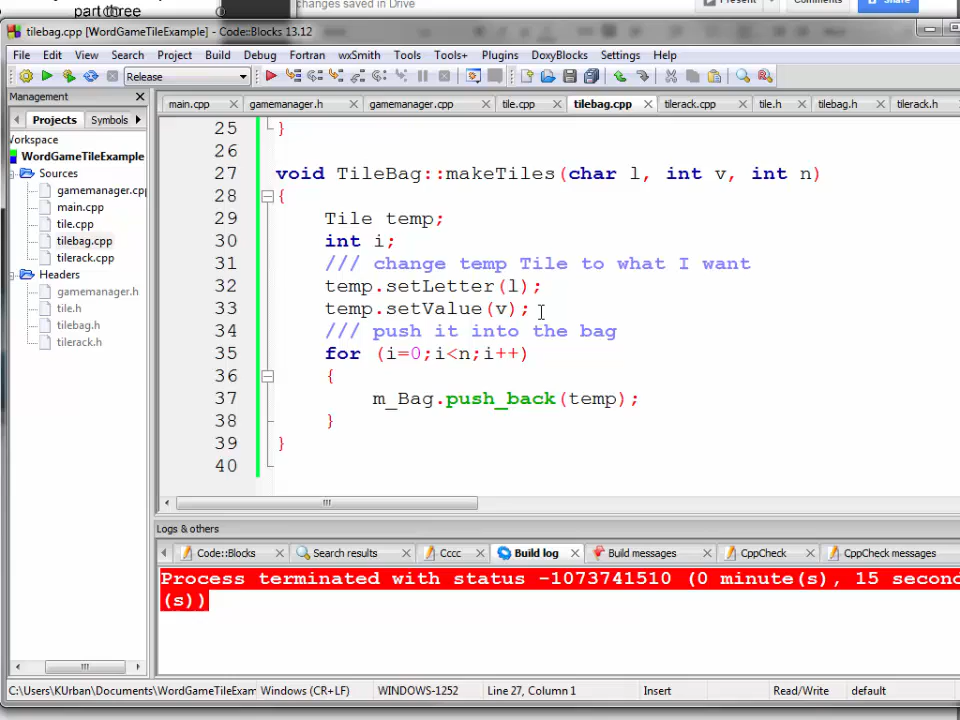 part three
changes saved in Drive
Present
Comments
Share
tilebag.cpp [WordGameTileExample] - Code::Blocks 13.12
File Edit View Search Project Build Debug Fortran wxSmith Tools Tools+ Plugins DoxyBlocks Settings Help
Release
Management
main.cpp gamemanager.h gamemanager.cpp tile.cpp tilebag.cpp tilerack.cpp tile.h tilebag.h tilerack.h
Projects Symbols
Workspace
WordGameTileExample
Sources
gamemanager.cpp
main.cpp
tile.cpp
tilebag.cpp
tilerack.cpp
Headers
gamemanager.h
tile.h
tilebag.h
tilerack.h
25 }
26
27 void TileBag::makeTiles(char l, int v, int n)
28 {
29 Tile temp;
30 int i;
31 /// change temp Tile to what I want
32 temp.setLetter(l);
33 temp.setValue(v);
34 /// push it into the bag
35 for (i=0;i<n;i++)
36 {
37 m_Bag.push_back(temp);
38 }
39 }
40
Logs & others
Code::Blocks Search results Cccc Build log Build messages CppCheck CppCheck messages
Process terminated with status -1073741510 (0 minute(s), 15 second
(s))
C:\Users\KUrban\Documents\WordGameTileExam Windows (CR+LF) WINDOWS-1252 Line 27, Column 1 Insert Read/Write default